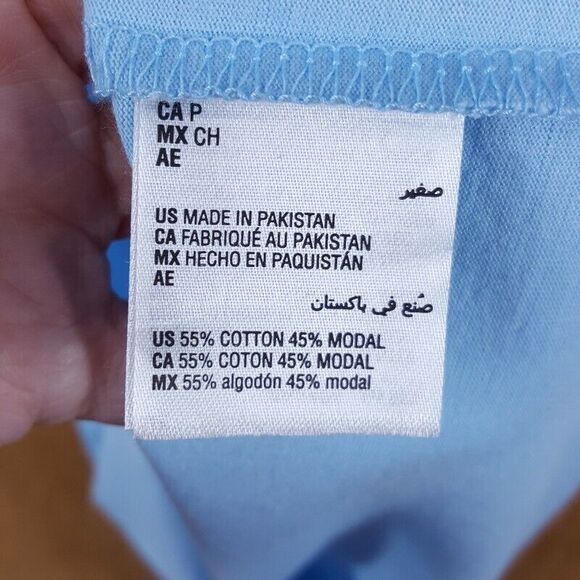 CA P
MX CH
AE
صغير
US MADE IN PAKISTAN
CA FABRIQUÉ AU PAKISTAN
MX HECHO EN PAQUISTÁN
AE
صُنع في باكستان
US 55% COTTON 45% MODAL
CA 55% COTON 45% MODAL
MX 55% algodón 45% modal